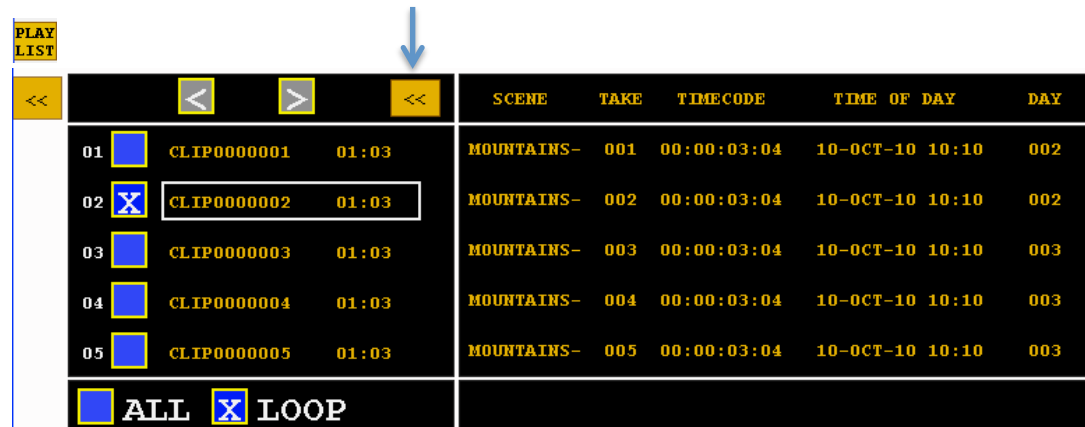 PLAY
LIST
<< < > << SCENE TAKE TIMECODE TIME OF DAY DAY
01 CLIP0000001 01:03 MOUNTAINS- 001 00:00:03:04 10-OCT-10 10:10 002
02 X CLIP0000002 01:03 MOUNTAINS- 002 00:00:03:04 10-OCT-10 10:10 002
03 CLIP0000003 01:03 MOUNTAINS- 003 00:00:03:04 10-OCT-10 10:10 003
04 CLIP0000004 01:03 MOUNTAINS- 004 00:00:03:04 10-OCT-10 10:10 003
05 CLIP0000005 01:03 MOUNTAINS- 005 00:00:03:04 10-OCT-10 10:10 003
ALL X LOOP